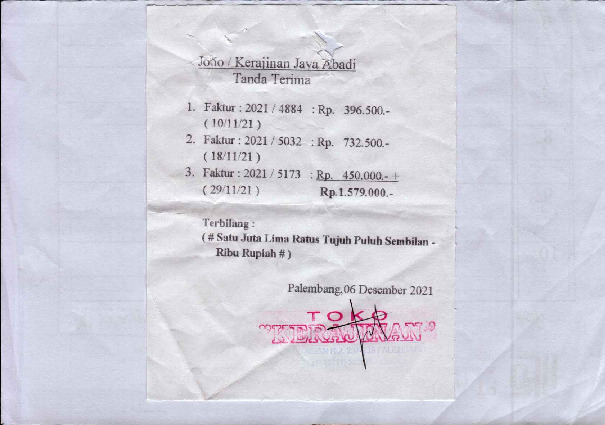 Jono / Kerajinan Java Abadi
Tanda Terima
1. Faktur : 2021 / 4884 : Rp. 396.500.-
( 10/11/21 )
2. Faktur : 2021 / 5032 : Rp. 732.500.-
( 18/11/21 )
3. Faktur : 2021 / 5173 : Rp. 450.000.- +
( 29/11/21 ) Rp.1.579.000.-
Terbilang :
( # Satu Juta Lima Ratus Tujuh Puluh Sembilan -
Ribu Rupiah # )
Palembang,06 Desember 2021
TOKO
"KERAJINAN"